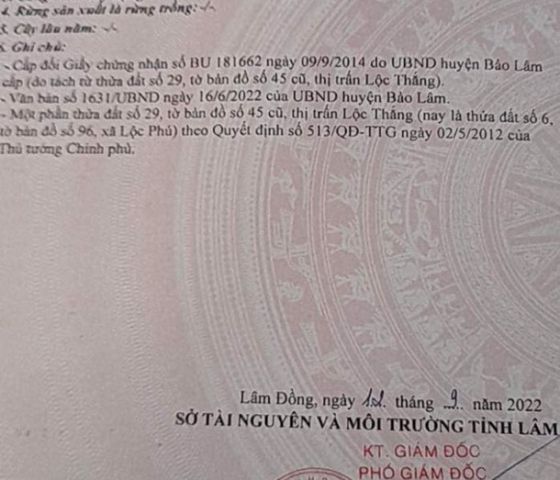 4. Rừng sản xuất là rừng trồng: -/-
5. Cây lâu năm: -/-
6. Ghi chú:
- Cấp đổi Giấy chứng nhận số BU 181662 ngày 09/9/2014 do UBND huyện Bảo Lâm
cấp (do tách từ thửa đất số 29, tờ bản đồ số 45 cũ, thị trấn Lộc Thắng).
- Văn bản số 1631/UBND ngày 16/6/2022 của UBND huyện Bảo Lâm.
- Một phần thửa đất số 29, tờ bản đồ số 45 cũ, thị trấn Lộc Thắng (nay là thửa đất số 6,
tờ bản đồ số 96, xã Lộc Phú) theo Quyết định số 513/QĐ-TTG ngày 02/5/2012 của
Thủ tướng Chính phủ.
Lâm Đồng, ngày 12 tháng 9 năm 2022
SỞ TÀI NGUYÊN VÀ MÔI TRƯỜNG TỈNH LÂM
KT. GIÁM ĐỐC
PHÓ GIÁM ĐỐC